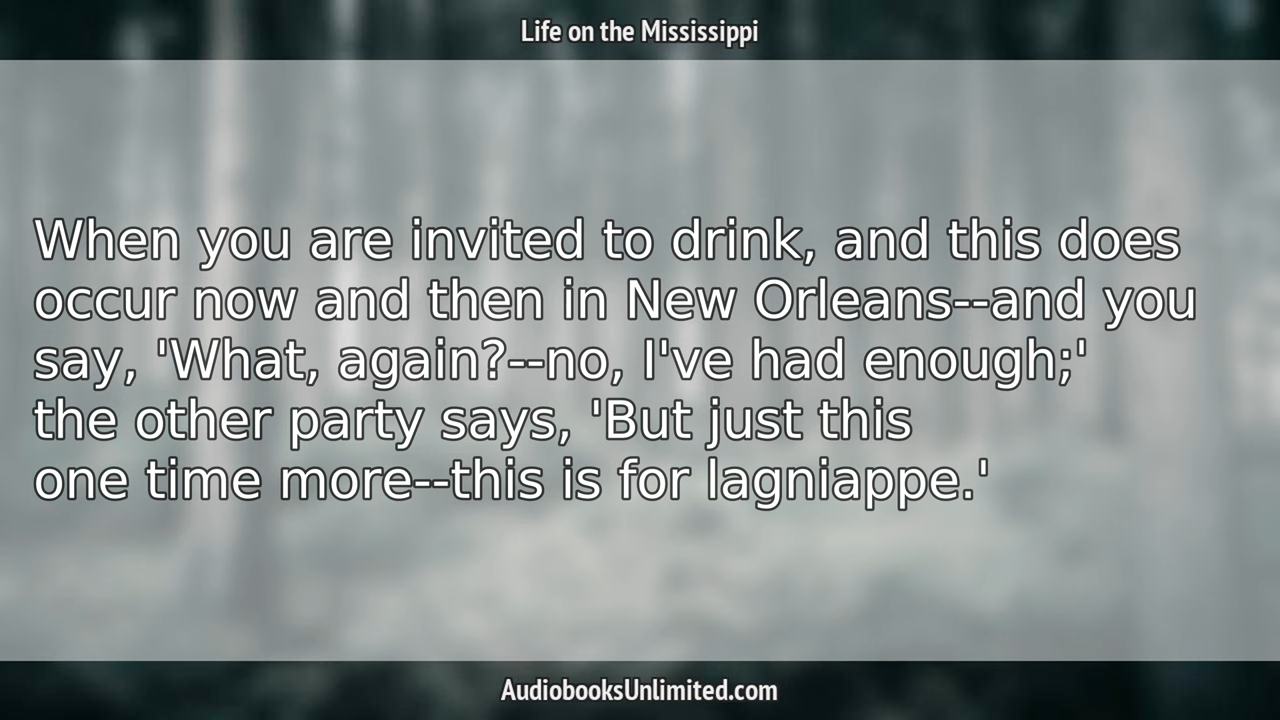 Life on the Mississippi
When you are invited to drink, and this does
occur now and then in New Orleans--and you
say, 'What, again?--no, I've had enough;'
the other party says, 'But just this
one time more--this is for lagniappe.'
AudiobooksUnlimited.com